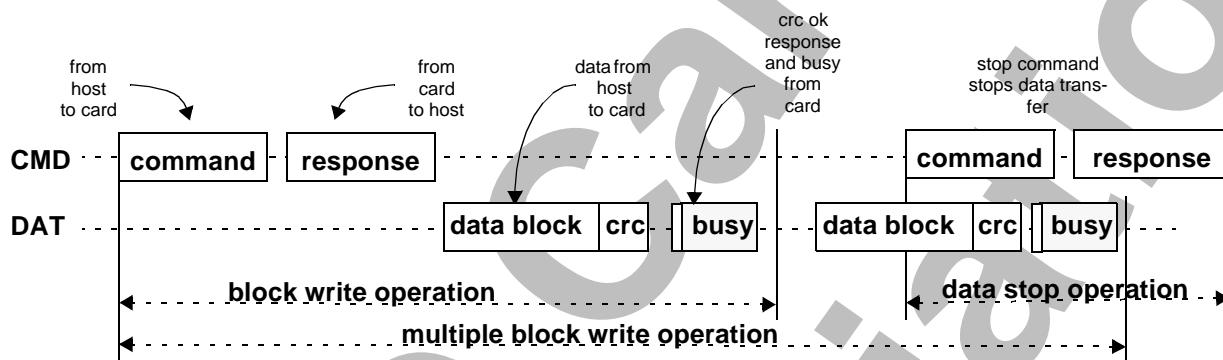 from
host
to card
from
card
to host
data from
host
to card
crc ok
response
and busy
from
card
stop command
stops data trans-
fer
CMD command response command response
DAT data block crc busy data block crc busy
block write operation data stop operation
multiple block write operation